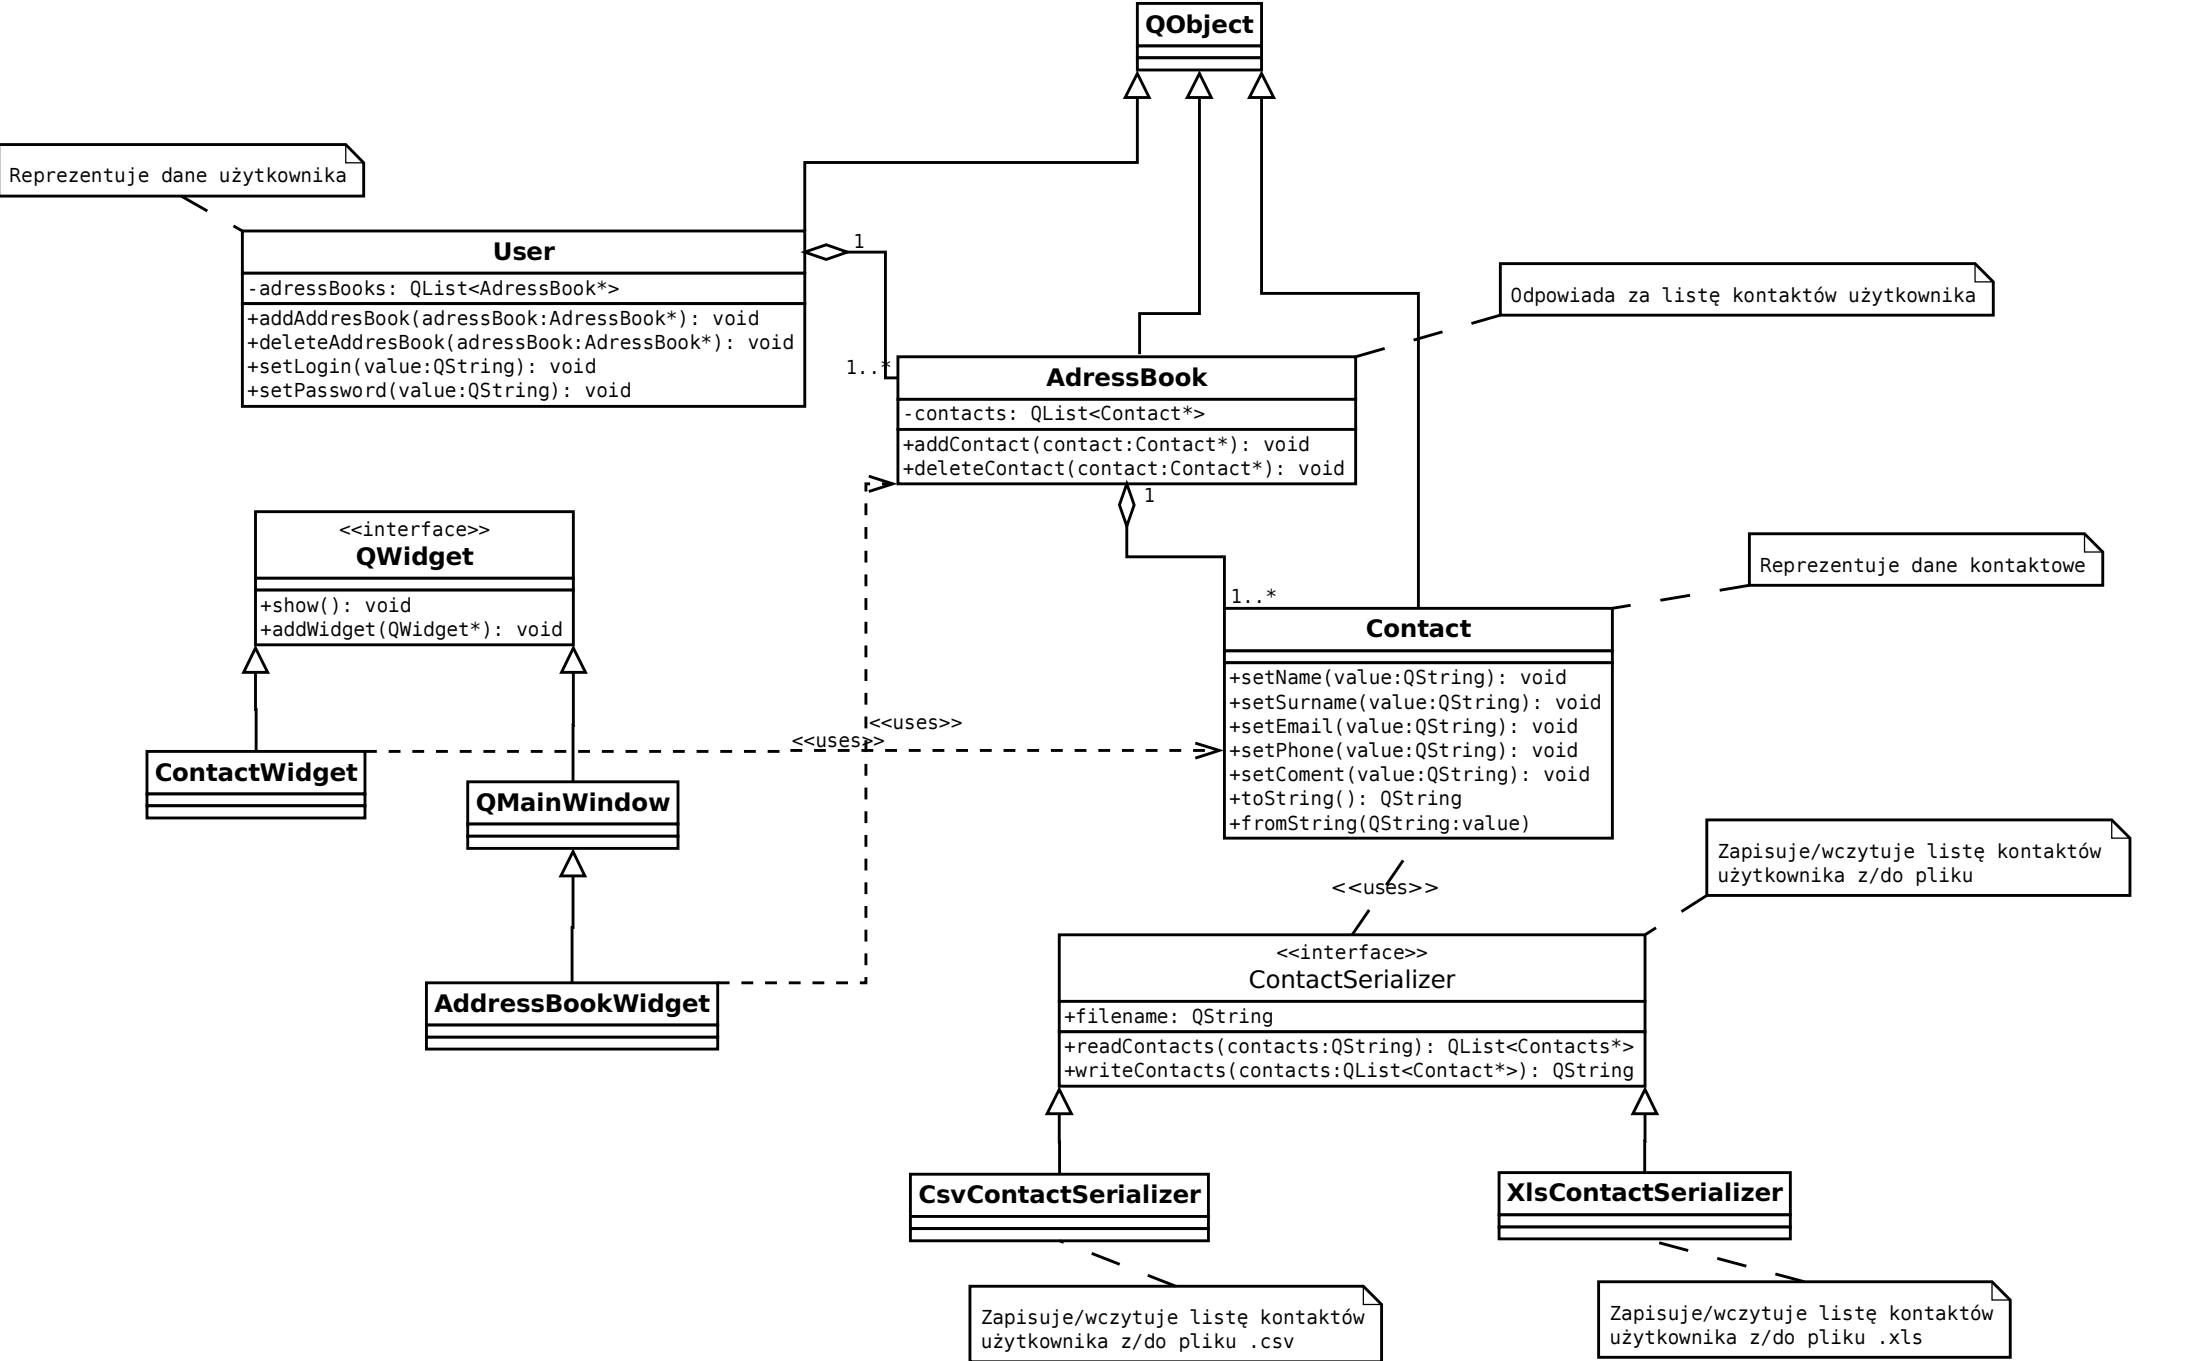 QObject
Reprezentuje dane użytkownika
User
-adressBooks: QList<AdressBook*>
+addAddresBook(adressBook:AdressBook*): void
+deleteAddresBook(adressBook:AdressBook*): void
+setLogin(value:QString): void
+setPassword(value:QString): void
1
1..*
Odpowiada za listę kontaktów użytkownika
AdressBook
-contacts: QList<Contact*>
+addContact(contact:Contact*): void
+deleteContact(contact:Contact*): void
1
1..*
<<interface>>
QWidget
+show(): void
+addWidget(QWidget*): void
Reprezentuje dane kontaktowe
Contact
+setName(value:QString): void
+setSurname(value:QString): void
+setEmail(value:QString): void
+setPhone(value:QString): void
+setComent(value:QString): void
+toString(): QString
+fromString(QString:value)
<<uses>>
<<uses>>
ContactWidget
QMainWindow
AddressBookWidget
<<uses>>
Zapisuje/wczytuje listę kontaktów
użytkownika z/do pliku
<<interface>>
ContactSerializer
+filename: QString
+readContacts(contacts:QString): QList<Contacts*>
+writeContacts(contacts:QList<Contact*>): QString
CsvContactSerializer
XlsContactSerializer
Zapisuje/wczytuje listę kontaktów
użytkownika z/do pliku .csv
Zapisuje/wczytuje listę kontaktów
użytkownika z/do pliku .xls